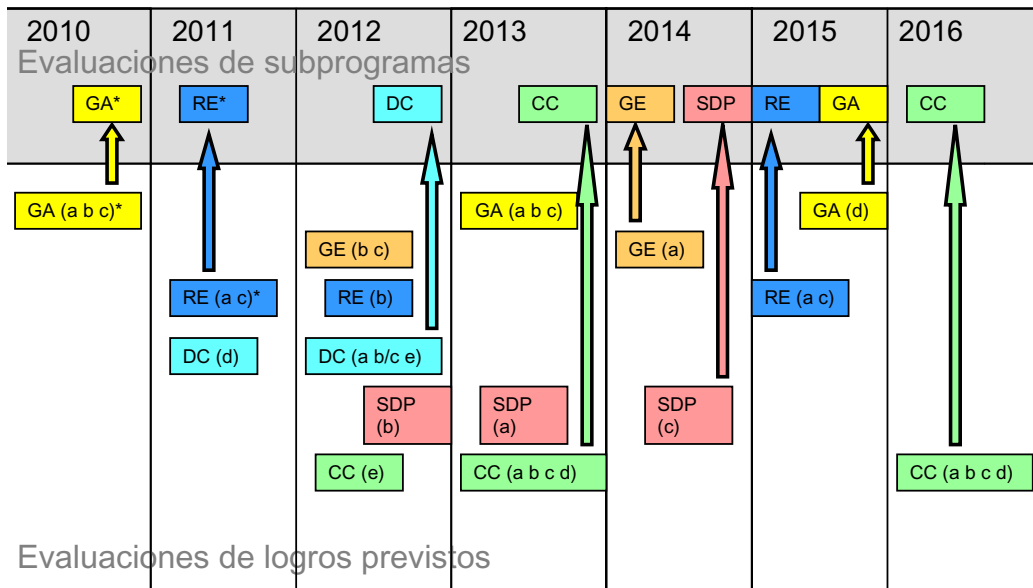 2010 2011 2012 2013 2014 2015 2016
Evaluaciones de subprogramas
GA* RE* DC CC GE SDP RE GA CC
GA (a b c)* GA (a b c) GA (d)
GE (b c) GE (a)
RE (a c)* RE (b) RE (a c)
DC (d) DC (a b/c e)
SDP
(b)
SDP
(a)
SDP
(c)
CC (e) CC (a b c d) CC (a b c d)
Evaluaciones de logros previstos